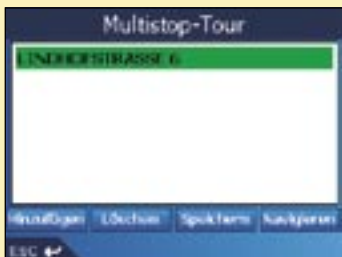 Multistop-Tour
LINDHOFSTRASSE 6
Hinzufügen Löschen Speichern Navigieren
ESC